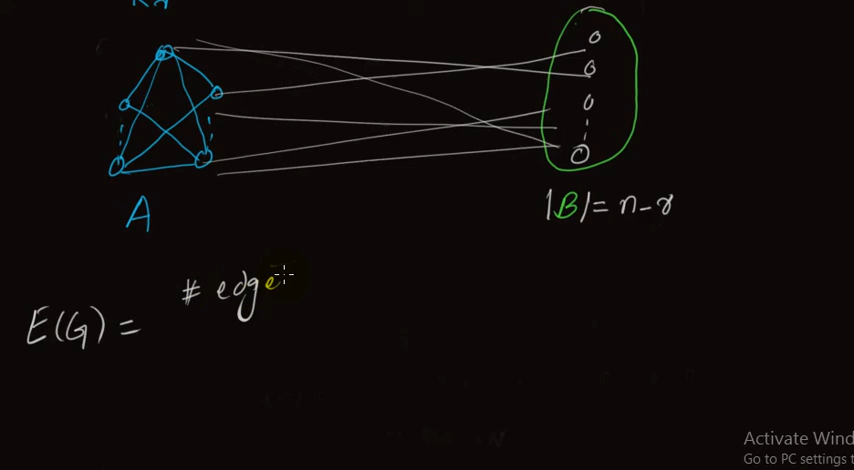 A
|B| = n - r
# edge
E(G) =
Activate Wind
Go to PC settings t